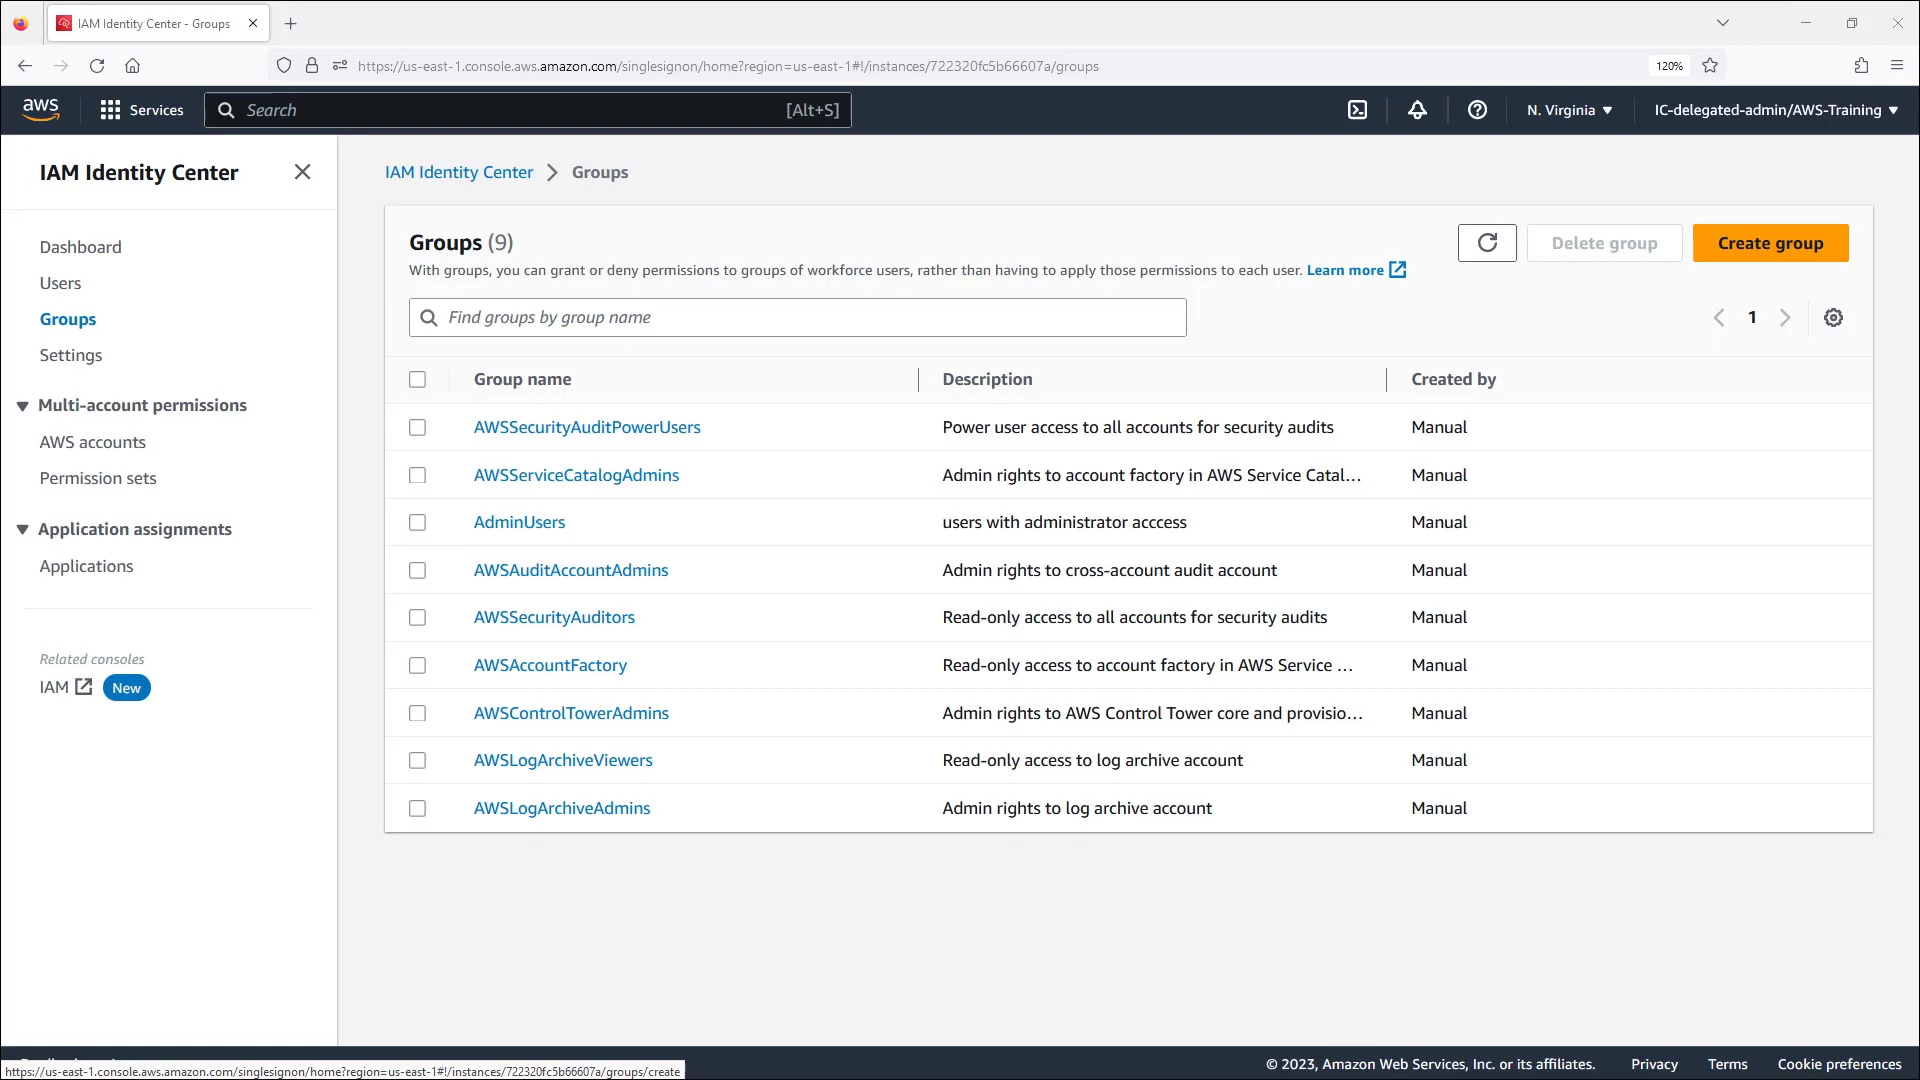 IAM Identity Center - Groups
https://us-east-1.console.aws.amazon.com/singlesignon/home?region=us-east-1#!/instances/722320fc5b66607a/groups
120%
aws
Services
Search
[Alt+S]
N. Virginia
IC-delegated-admin/AWS-Training
IAM Identity Center
Dashboard
Users
Groups
Settings
Multi-account permissions
AWS accounts
Permission sets
Application assignments
Applications
Related consoles
IAM New
IAM Identity Center > Groups
Groups (9)
With groups, you can grant or deny permissions to groups of workforce users, rather than having to apply those permissions to each user. Learn more
Delete group
Create group
Find groups by group name
1
Group name Description Created by
AWSSecurityAuditPowerUsers Power user access to all accounts for security audits Manual
AWSServiceCatalogAdmins Admin rights to account factory in AWS Service Catal... Manual
AdminUsers users with administrator acccess Manual
AWSAuditAccountAdmins Admin rights to cross-account audit account Manual
AWSSecurityAuditors Read-only access to all accounts for security audits Manual
AWSAccountFactory Read-only access to account factory in AWS Service ... Manual
AWSControlTowerAdmins Admin rights to AWS Control Tower core and provisio... Manual
AWSLogArchiveViewers Read-only access to log archive account Manual
AWSLogArchiveAdmins Admin rights to log archive account Manual
© 2023, Amazon Web Services, Inc. or its affiliates. Privacy Terms Cookie preferences
https://us-east-1.console.aws.amazon.com/singlesignon/home?region=us-east-1#!/instances/722320fc5b66607a/groups/create